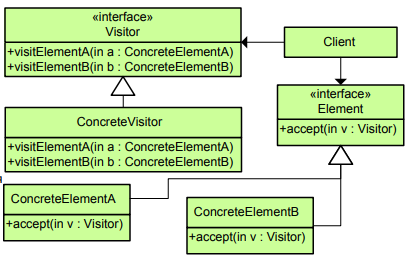 «interface»
Visitor
+visitElementA(in a : ConcreteElementA)
+visitElementB(in b : ConcreteElementB)
Client
«interface»
Element
+accept(in v : Visitor)
ConcreteVisitor
+visitElementA(in a : ConcreteElementA)
+visitElementB(in b : ConcreteElementB)
ConcreteElementA
+accept(in v : Visitor)
ConcreteElementB
+accept(in v : Visitor)